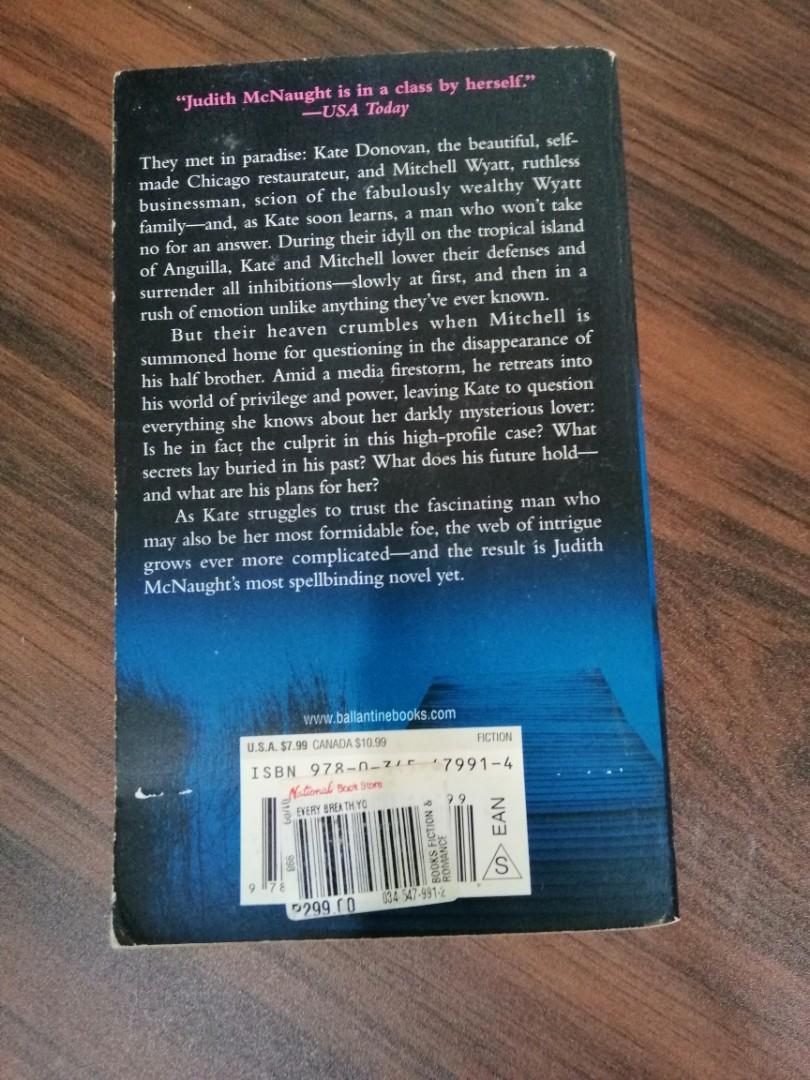 “Judith McNaught is in a class by herself.”
—USA Today
They met in paradise: Kate Donovan, the beautiful, self-
made Chicago restaurateur, and Mitchell Wyatt, ruthless
businessman, scion of the fabulously wealthy Wyatt
family—and, as Kate soon learns, a man who won’t take
no for an answer. During their idyll on the tropical island
of Anguilla, Kate and Mitchell lower their defenses and
surrender all inhibitions—slowly at first, and then in a
rush of emotion unlike anything they’ve ever known.
But their heaven crumbles when Mitchell is
summoned home for questioning in the disappearance of
his half brother. Amid a media firestorm, he retreats into
his world of privilege and power, leaving Kate to question
everything she knows about her darkly mysterious lover:
Is he in fact the culprit in this high-profile case? What
secrets lay buried in his past? What does his future hold—
and what are his plans for her?
As Kate struggles to trust the fascinating man who
may also be her most formidable foe, the web of intrigue
grows ever more complicated—and the result is Judith
McNaught’s most spellbinding novel yet.
www.ballantinebooks.com
U.S.A. $7.99 CANADA $10.99
FICTION
ISBN 978-0-345-47991-4
National Book Store
EVERY BREATH YO
BOOKS FICTION &
ROMANCE
99
EAN
S
9 78
034-547-991-2
₱299.00